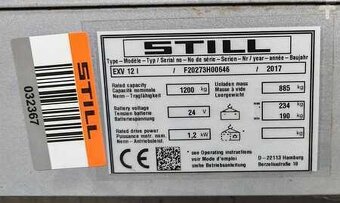 STILL
Type - Modèle - Typ / Serial no - No de série - Serien - Nr / year - année - Baujahr
EXV 12 I / F20273H00646 / 2017
Rated capacity
Capacité nominale
Nenn - Tragfähigkeit
1200 kg
Unladen mass
Masse à vide
Leergewicht
885 kg
Battery voltage
Tension batterie
Batteriespannung
24 V
max 234 kg
min 190 kg
Rated drive power
Puissance motr. nom.
Nenn - Antriebsleist.
1,2 kW
CE
* see Operating instructions
voir Mode d'emploi
siehe Betriebsanleitung
D - 22113 Hamburg
Berzeliusstraße 10
STILL
032367